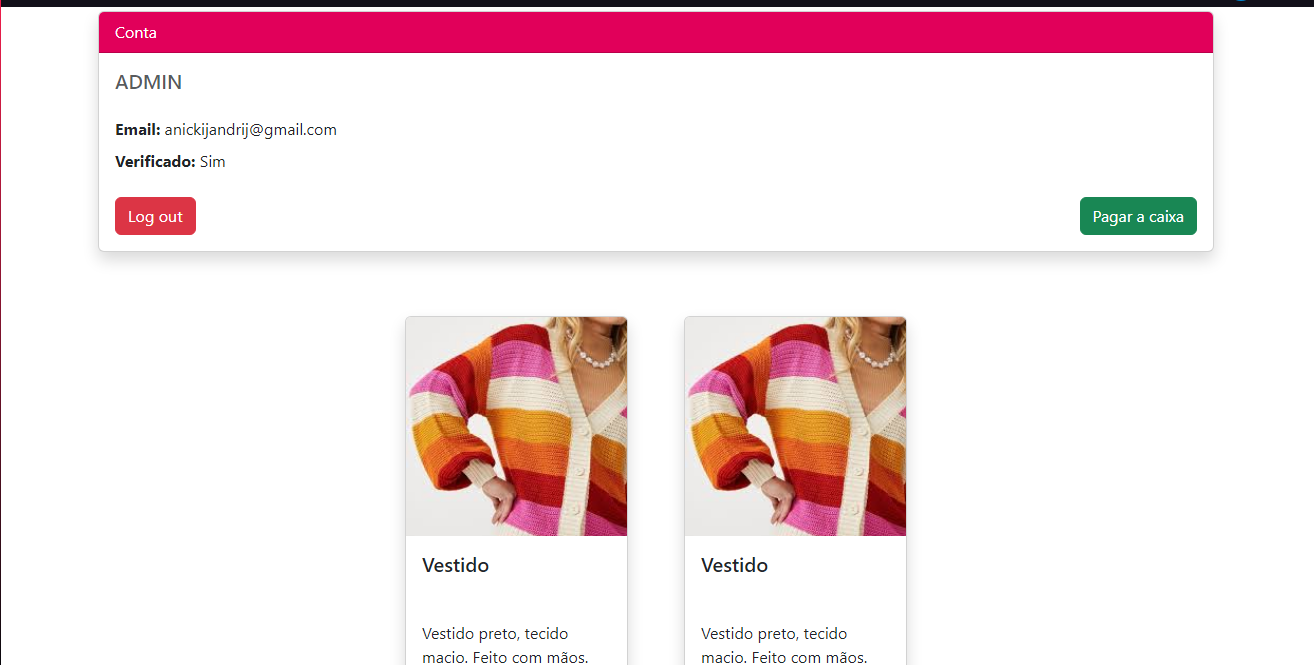 Conta
ADMIN
Email: anickijandrij@gmail.com
Verificado: Sim
Log out
Pagar a caixa
Vestido
Vestido preto, tecido
macio. Feito com mãos.
Vestido
Vestido preto, tecido
macio. Feito com mãos.